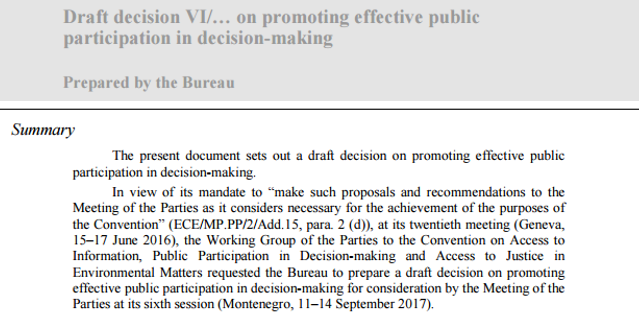 Draft decision VI/… on promoting effective public
participation in decision-making
Prepared by the Bureau
Summary
The present document sets out a draft decision on promoting effective public
participation in decision-making.
In view of its mandate to “make such proposals and recommendations to the
Meeting of the Parties as it considers necessary for the achievement of the purposes of
the Convention” (ECE/MP.PP/2/Add.15, para. 2 (d)), at its twentieth meeting (Geneva,
15–17 June 2016), the Working Group of the Parties to the Convention on Access to
Information, Public Participation in Decision-making and Access to Justice in
Environmental Matters requested the Bureau to prepare a draft decision on promoting
effective public participation in decision-making for consideration by the Meeting of the
Parties at its sixth session (Montenegro, 11–14 September 2017).